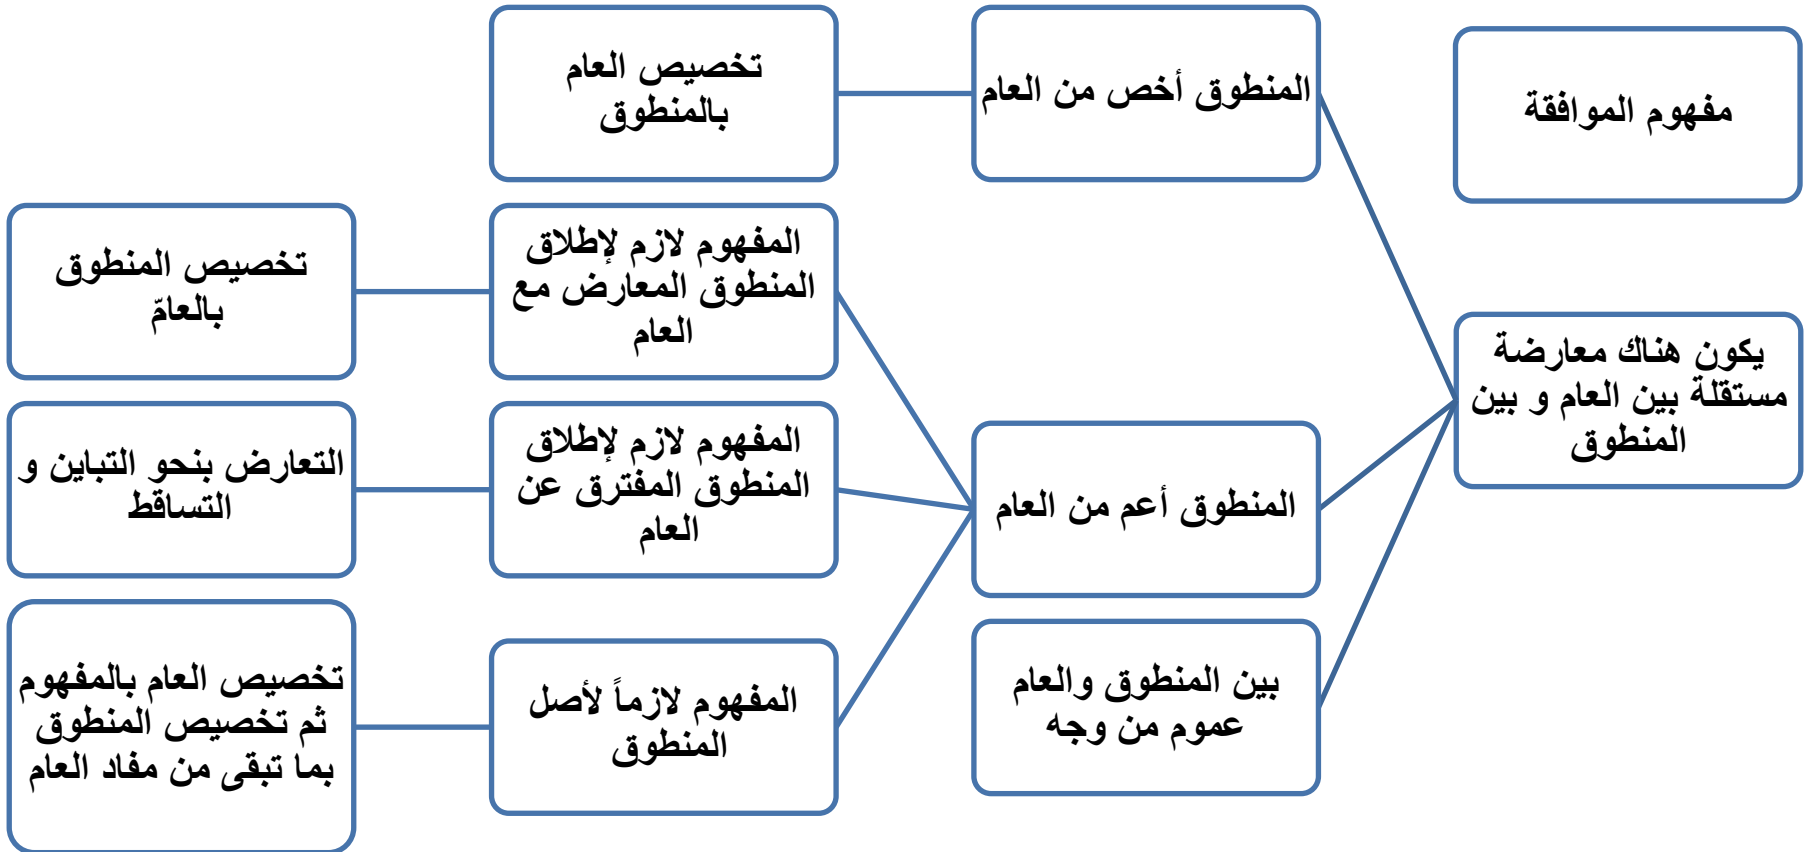 مفهوم الموافقة
يكون هناك معارضة
مستقلة بين العام و بين
المنطوق
المنطوق أخص من العام
تخصيص العام
بالمنطوق
المنطوق أعم من العام
المفهوم لازم لإطلاق
المنطوق المعارض مع
العام
تخصيص المنطوق
بالعامّ
المفهوم لازم لإطلاق
المنطوق المفترق عن
العام
التعارض بنحو التباين و
التساقط
المفهوم لازماً لأصل
المنطوق
تخصيص العام بالمفهوم
ثم تخصيص المنطوق
بما تبقى من مفاد العام
بين المنطوق والعام
عموم من وجه